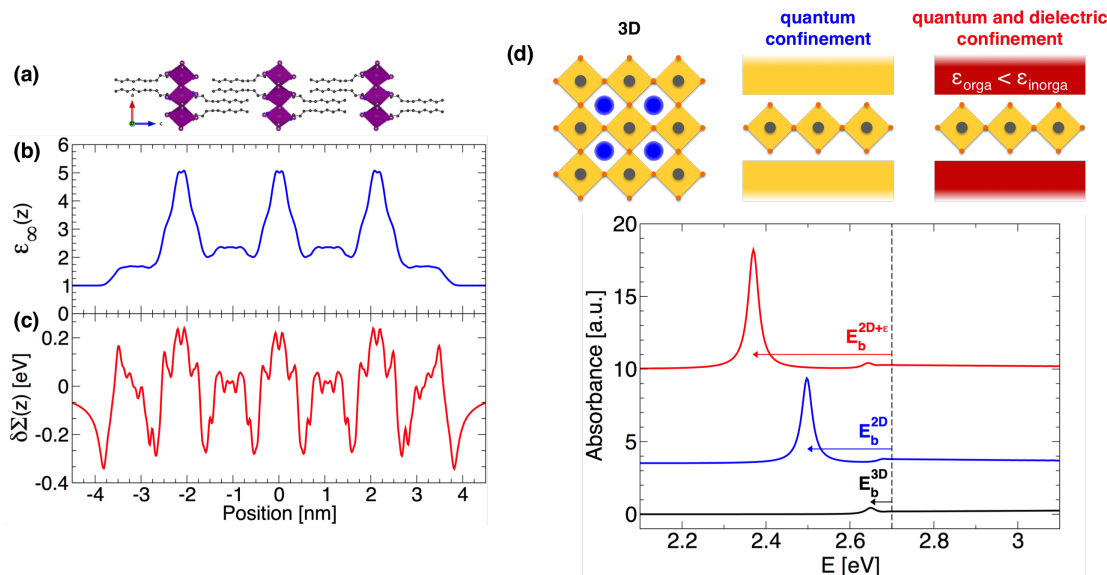 (a)
a
c
(b)
6
5
4
3
2
1
0
ε∞(z)
(c)
0.2
0
-0.2
-0.4
δΣ(z) [eV]
-4 -3 -2 -1 0 1 2 3 4
Position [nm]
(d)
3D
quantum
confinement
quantum and dielectric
confinement
εorga < εinorga
20
15
10
5
0
Absorbance [a.u.]
Eb2D+ε
Eb2D
Eb3D
2.2 2.4 2.6 2.8 3
E [eV]